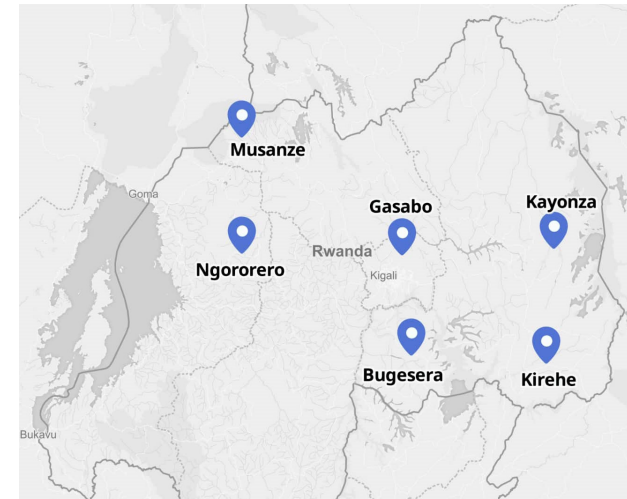 Musanze
Goma
Gasabo
Kayonza
Rwanda
Ngororero
Kigali
Bugesera
Kirehe
Bukavu